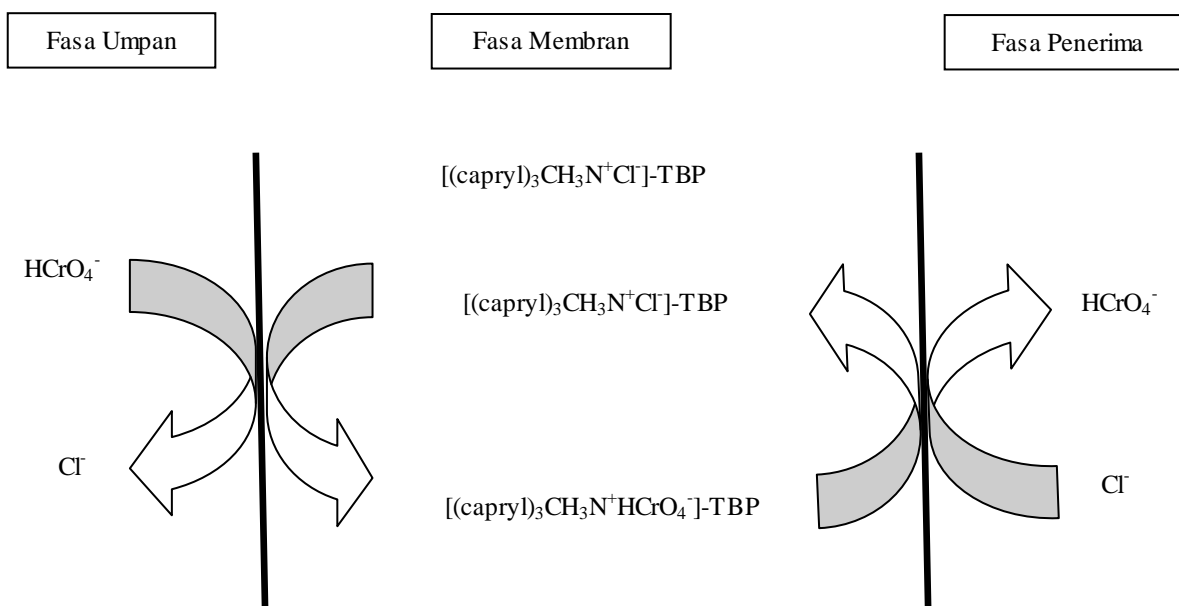 Fasa Umpan
Fasa Membran
Fasa Penerima
[(capryl)₃CH₃N⁺Cl⁻]-TBP
HCrO₄⁻
[(capryl)₃CH₃N⁺Cl⁻]-TBP
HCrO₄⁻
Cl⁻
[(capryl)₃CH₃N⁺HCrO₄⁻]-TBP
Cl⁻